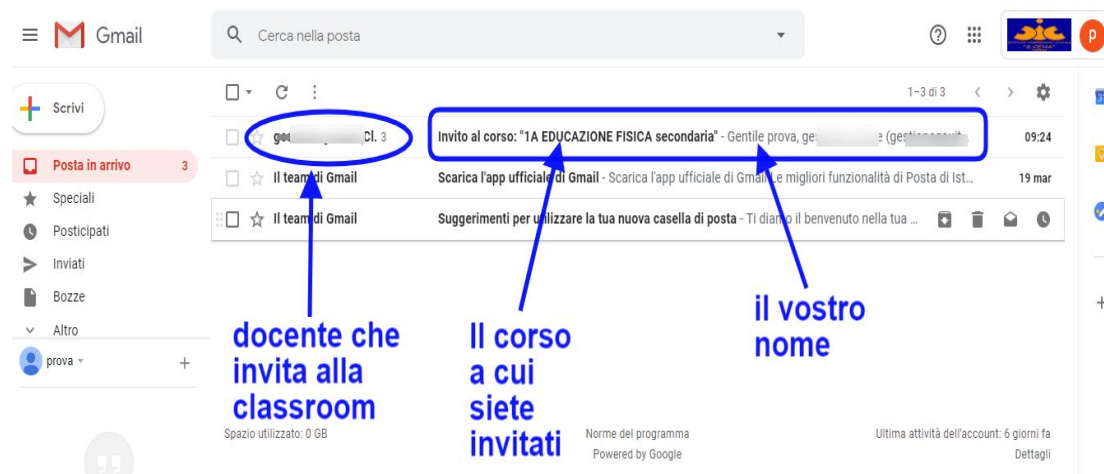 Gmail
Cerca nella posta
p
Scrivi
1–3 di 3
Cl. 3 Invito al corso: "1A EDUCAZIONE FISICA secondaria" - Gentile prova, 09:24
Posta in arrivo 3
Il team di Gmail Scarica l'app ufficiale di Gmail - Scarica l'app ufficiale di Gmail Le migliori funzionalità di Posta di Ist… 19 mar
Speciali
Il team di Gmail Suggerimenti per utilizzare la tua nuova casella di posta - Ti diamo il benvenuto nella tua …
Posticipati
Inviati
Bozze
Altro
prova
docente che
invita alla
classroom
Il corso
a cui
siete
invitati
il vostro
nome
Spazio utilizzato: 0 GB
Norme del programma
Powered by Google
Ultima attività dell'account: 6 giorni fa
Dettagli